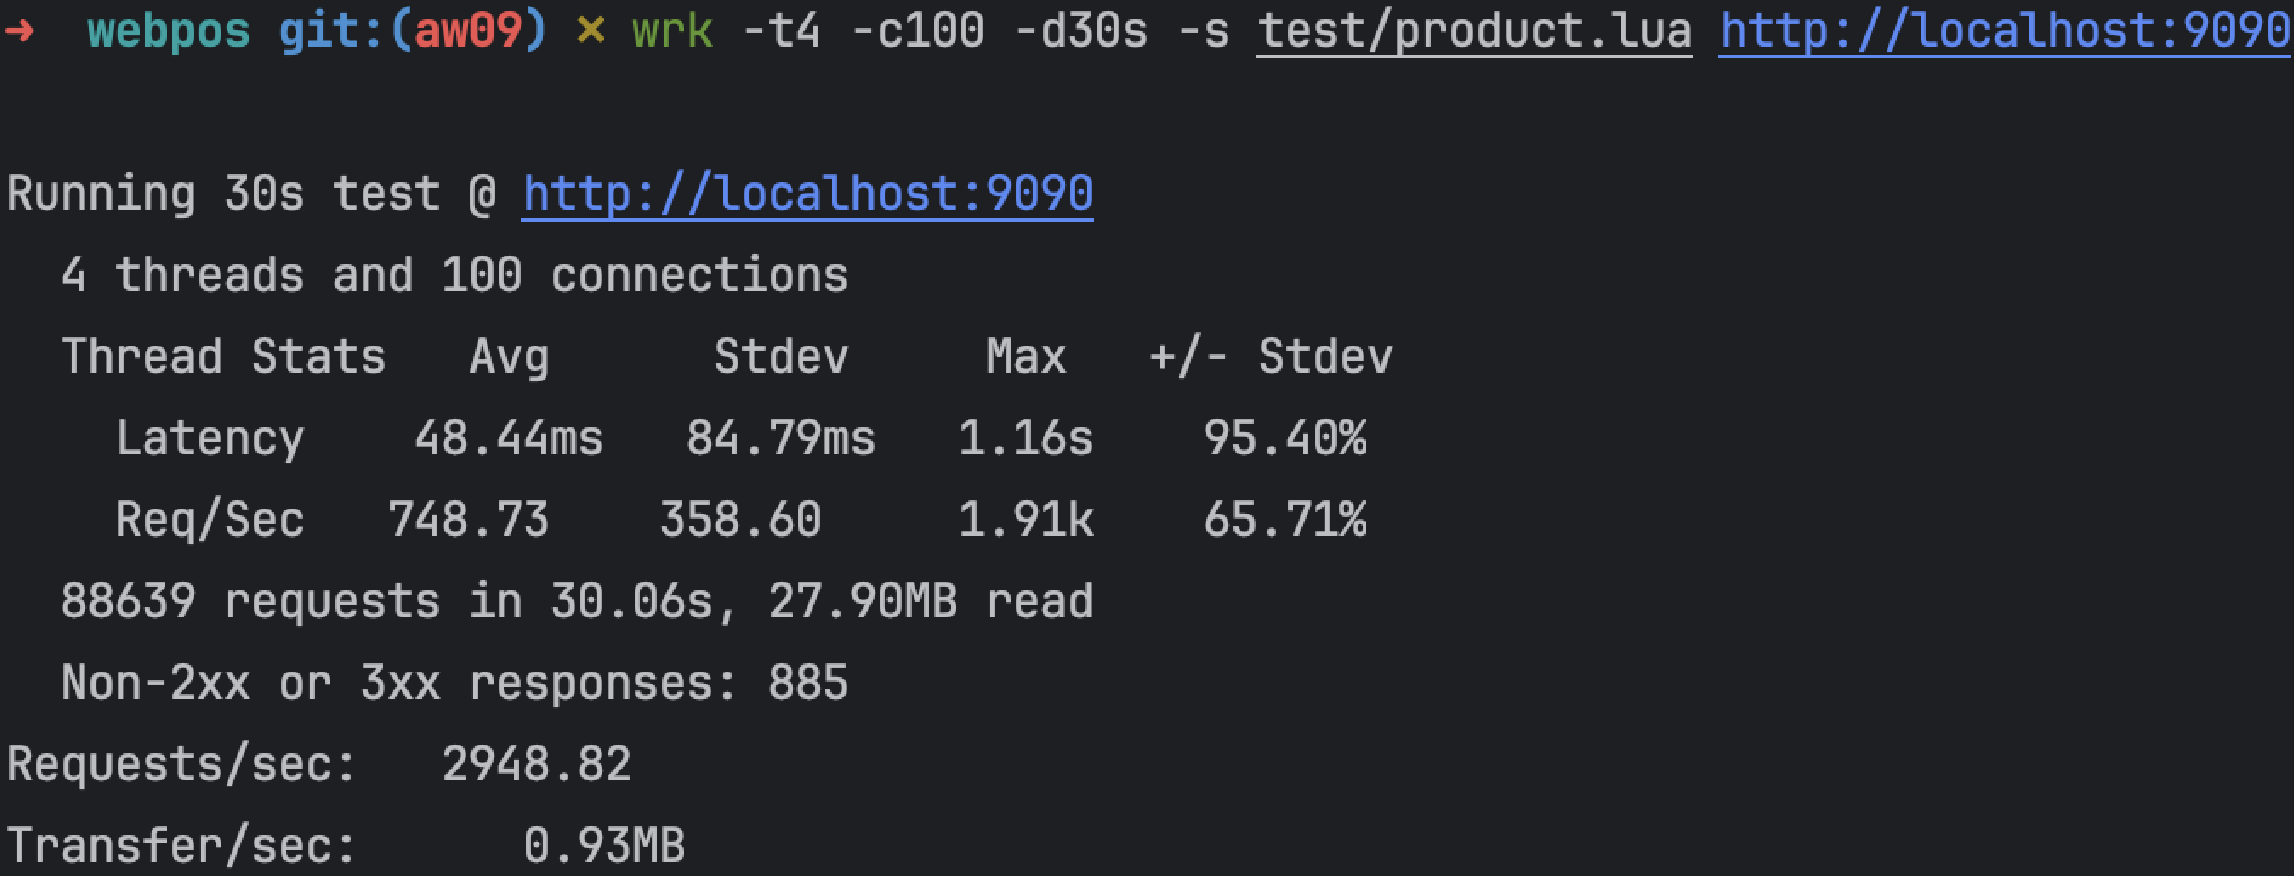 → webpos git:(aw09) × wrk -t4 -c100 -d30s -s test/product.lua http://localhost:9090
Running 30s test @ http://localhost:9090
4 threads and 100 connections
Thread Stats Avg Stdev Max +/- Stdev
Latency 48.44ms 84.79ms 1.16s 95.40%
Req/Sec 748.73 358.60 1.91k 65.71%
88639 requests in 30.06s, 27.90MB read
Non-2xx or 3xx responses: 885
Requests/sec: 2948.82
Transfer/sec: 0.93MB